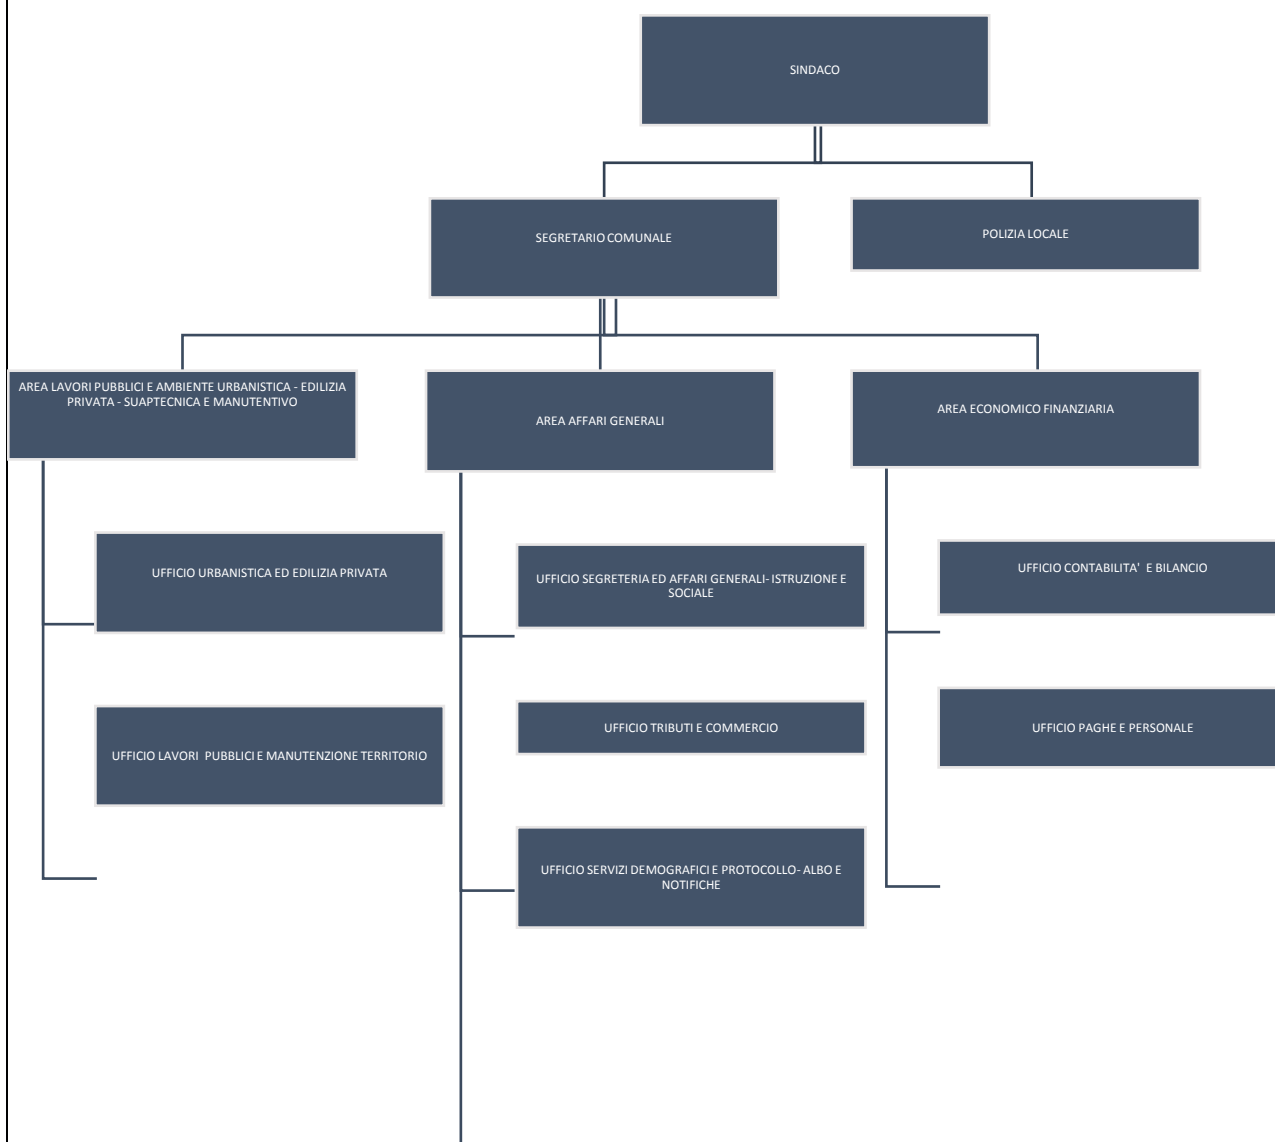 SINDACO
SEGRETARIO COMUNALE
POLIZIA LOCALE
AREA LAVORI PUBBLICI E AMBIENTE URBANISTICA - EDILIZIA
PRIVATA - SUAPTECNICA E MANUTENTIVO
AREA AFFARI GENERALI
AREA ECONOMICO FINANZIARIA
UFFICIO URBANISTICA ED EDILIZIA PRIVATA
UFFICIO LAVORI PUBBLICI E MANUTENZIONE TERRITORIO
UFFICIO SEGRETERIA ED AFFARI GENERALI- ISTRUZIONE E
SOCIALE
UFFICIO TRIBUTI E COMMERCIO
UFFICIO SERVIZI DEMOGRAFICI E PROTOCOLLO- ALBO E
NOTIFICHE
UFFICIO CONTABILITA' E BILANCIO
UFFICIO PAGHE E PERSONALE